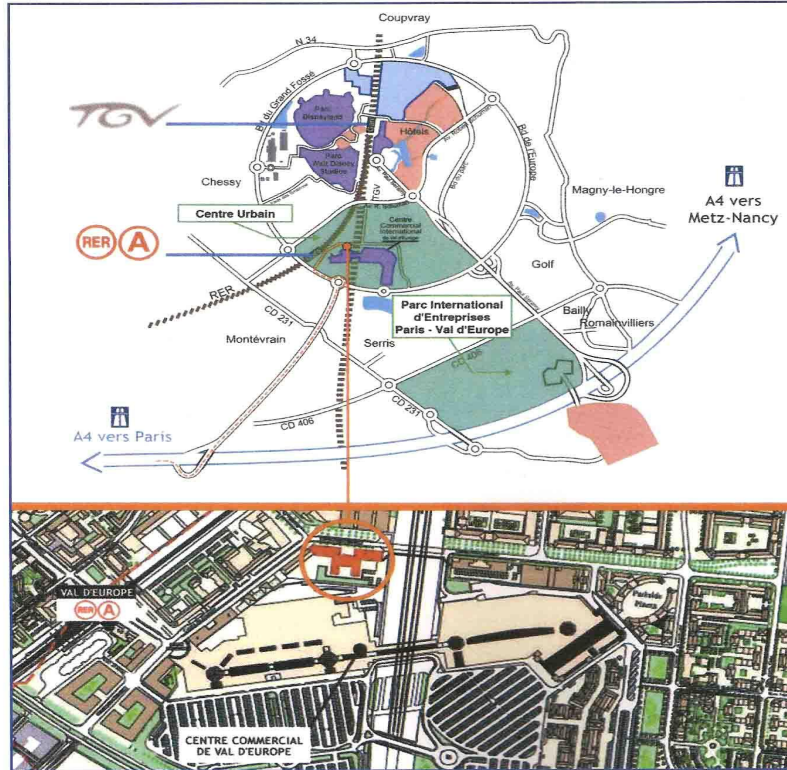 Coupvray
N 34
Bd du Grand Fossé
TGV
Parc
Disneyland
Hôtels
Parc
Walt Disney
Studios
Bd du parc
Bd de l'Europe
Chessy
TGV
Magny-le-Hongre
A4 vers
Metz-Nancy
Centre Urbain
Centre
Commercial
International
RER A
Golf
RER
CD 231
Parc International
d'Entreprises
Paris - Val d'Europe
Bailly
Romainvilliers
Montévrain
Serris
CD 406
A4 vers Paris
CD 406
CD 231
VAL D'EUROPE
RER A
CENTRE COMMERCIAL
DE VAL D'EUROPE